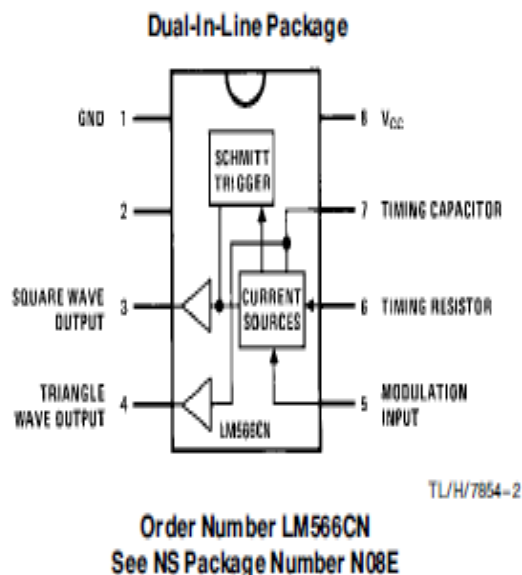 Dual-In-Line Package
GND 1
8 VCC
SCHMITT
TRIGGER
2
7 TIMING CAPACITOR
SQUARE WAVE
OUTPUT
3
CURRENT
SOURCES
6 TIMING RESISTOR
TRIANGLE
WAVE OUTPUT
4
5 MODULATION
INPUT
LM566CN
TL/H/7854-2
Order Number LM566CN
See NS Package Number N08E